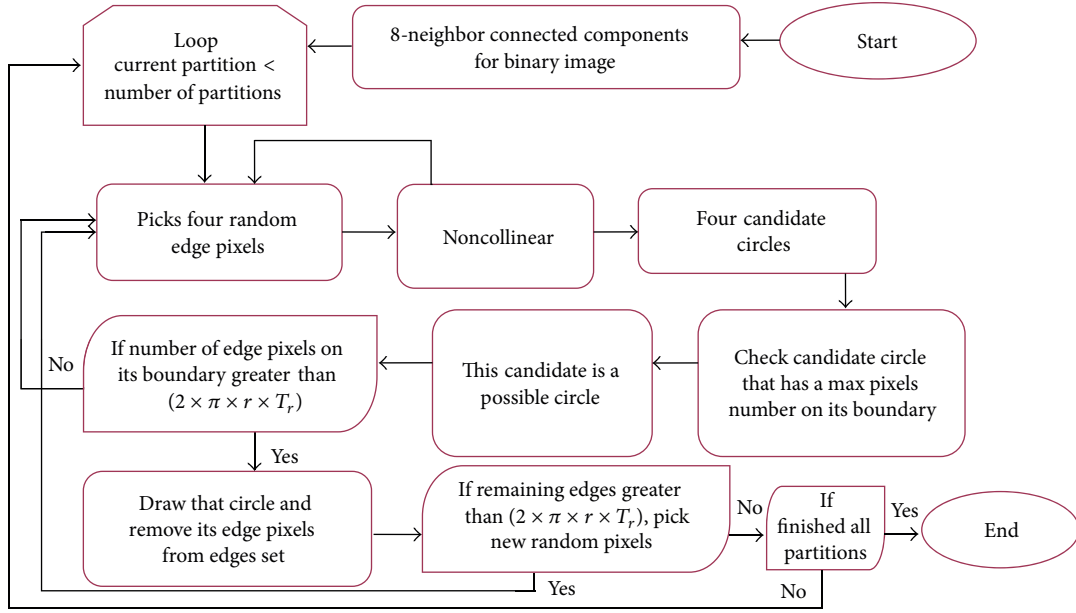 Start
8-neighbor connected components
for binary image
Loop
current partition <
number of partitions
Picks four random
edge pixels
Noncollinear
Four candidate
circles
Check candidate circle
that has a max pixels
number on its boundary
This candidate is a
possible circle
If number of edge pixels on
its boundary greater than
(2 × π × r × T_r)
No
Yes
Draw that circle and
remove its edge pixels
from edges set
If remaining edges greater
than (2 × π × r × T_r), pick
new random pixels
Yes
No
If
finished all
partitions
No
Yes
End